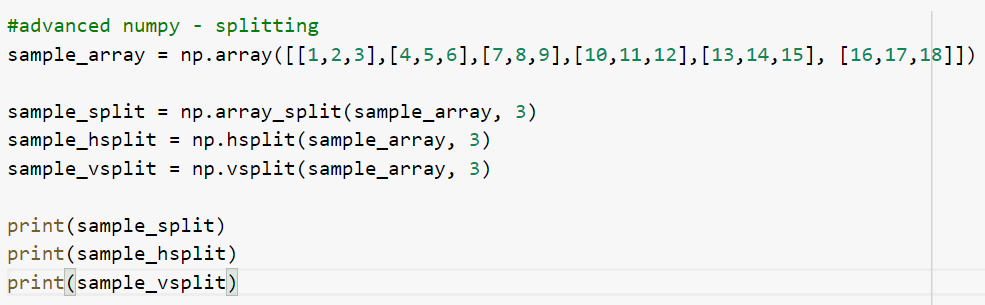 #advanced numpy - splitting
sample_array = np.array([[1,2,3],[4,5,6],[7,8,9],[10,11,12],[13,14,15], [16,17,18]])
sample_split = np.array_split(sample_array, 3)
sample_hsplit = np.hsplit(sample_array, 3)
sample_vsplit = np.vsplit(sample_array, 3)
print(sample_split)
print(sample_hsplit)
print(sample_vsplit)